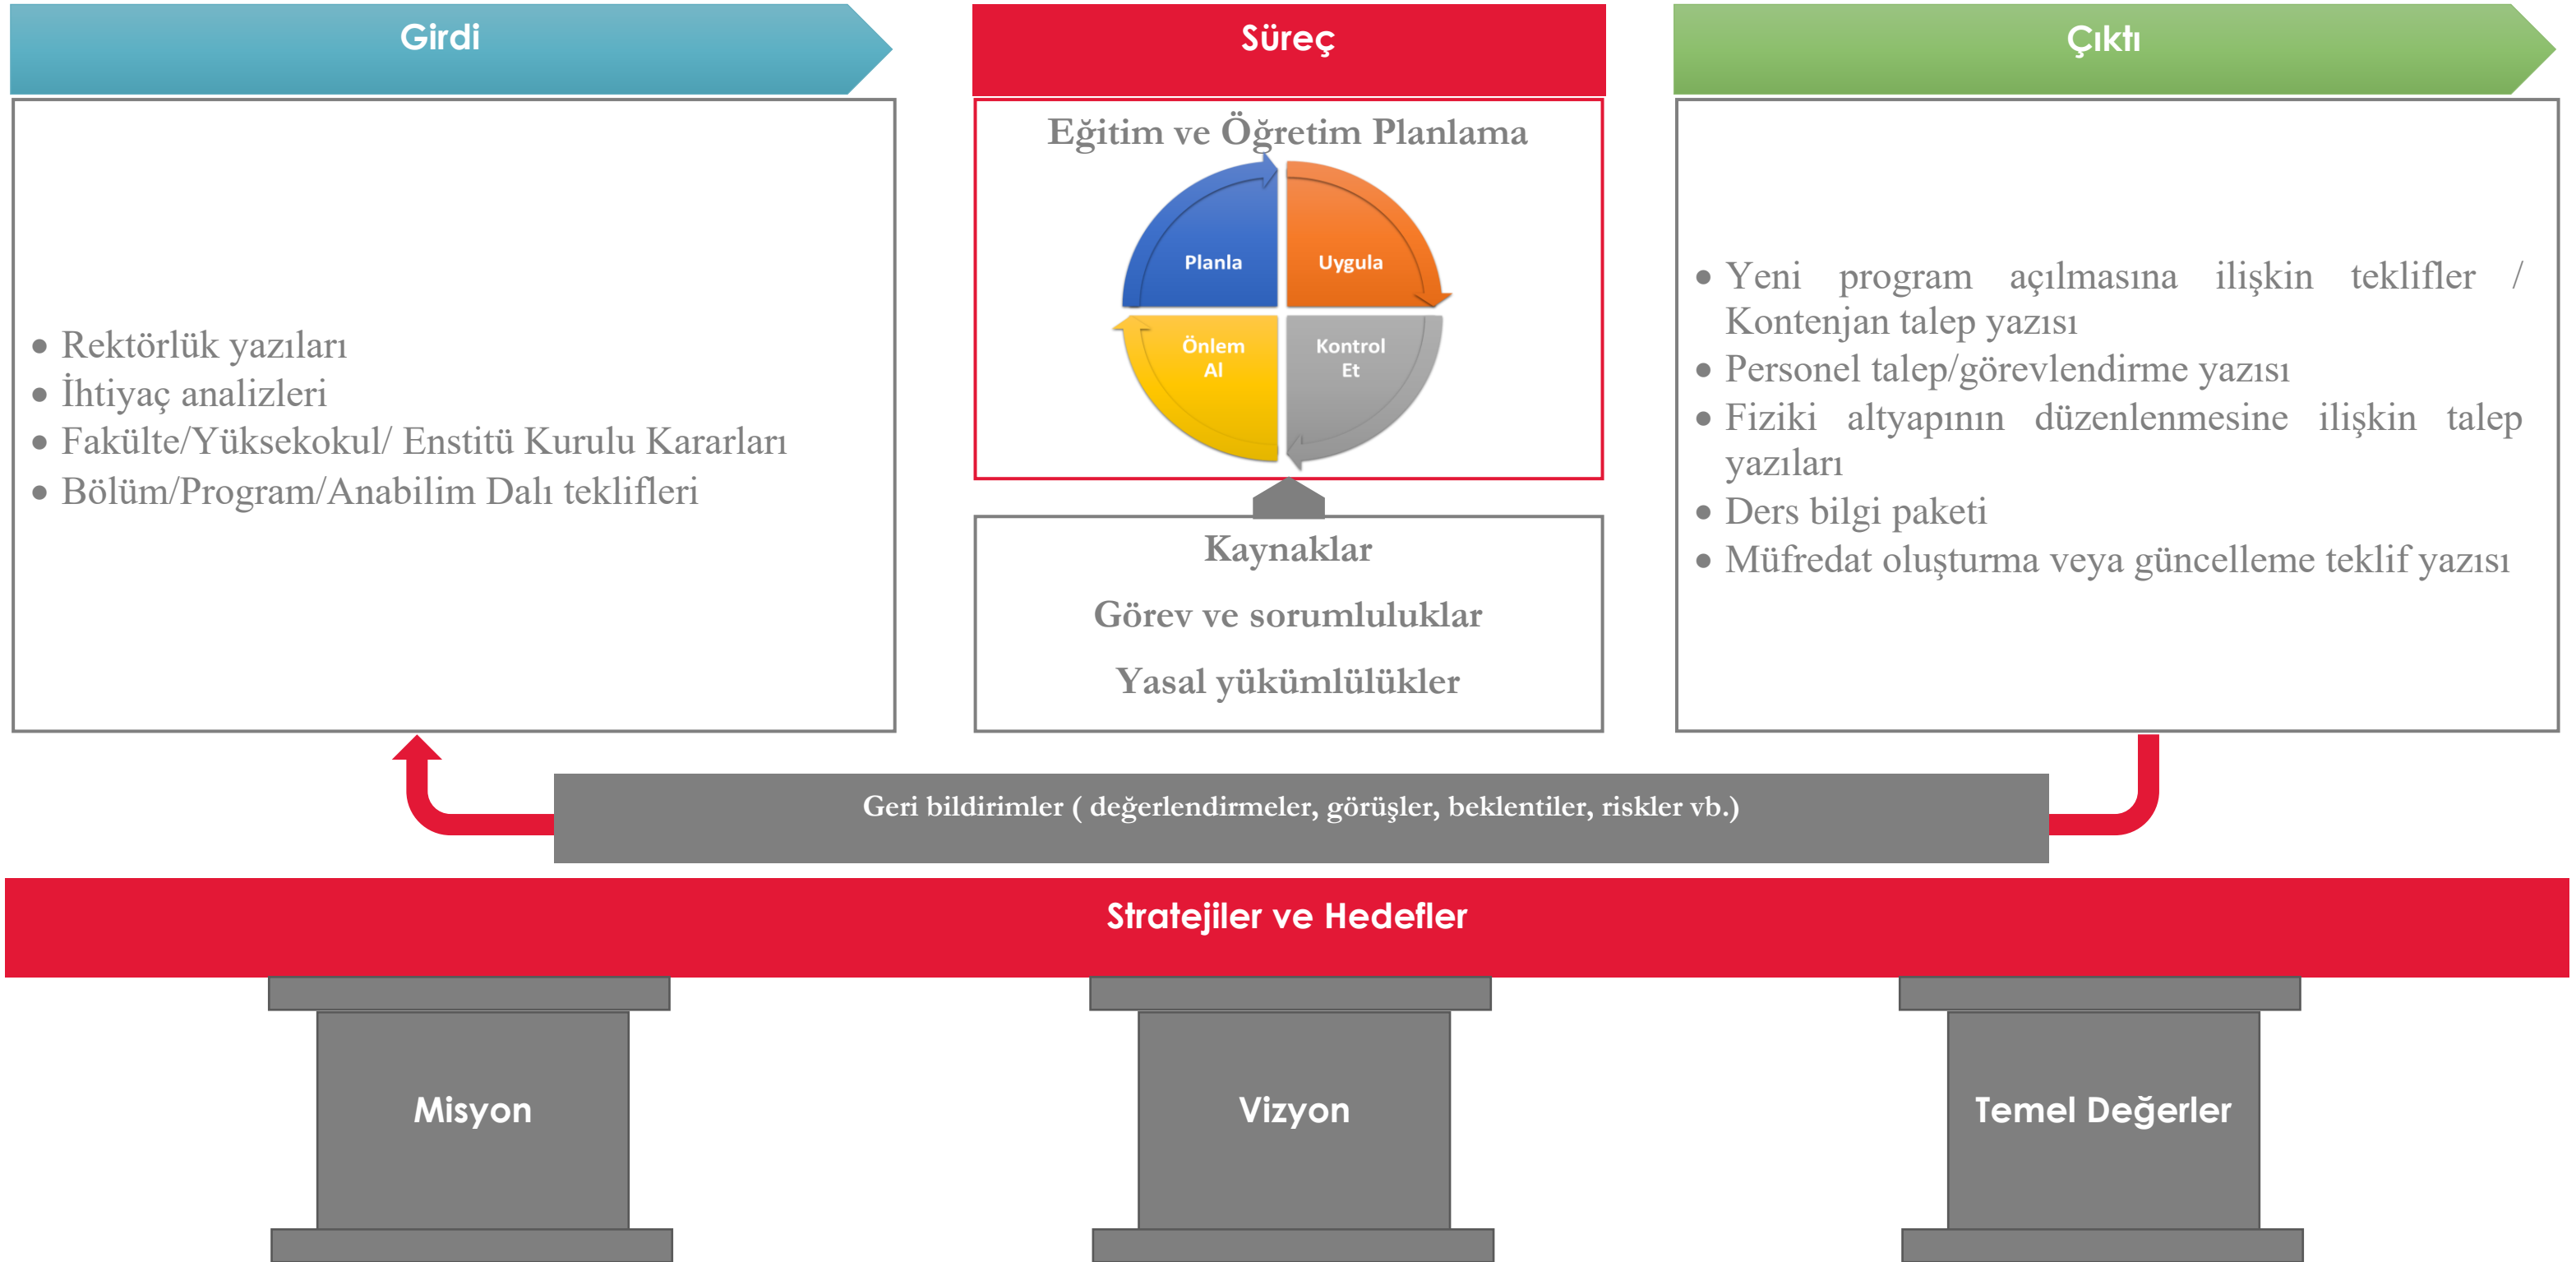 Girdi
Rektörlük yazıları
İhtiyaç analizleri
Fakülte/Yüksekokul/ Enstitü Kurulu Kararları
Bölüm/Program/Anabilim Dalı teklifleri
Süreç
Eğitim ve Öğretim Planlama
Planla
Uygula
Önlem
Al
Kontrol
Et
Kaynaklar
Görev ve sorumluluklar
Yasal yükümlülükler
Çıktı
Yeni program açılmasına ilişkin teklifler /
Kontenjan talep yazısı
Personel talep/görevlendirme yazısı
Fiziki altyapının düzenlenmesine ilişkin talep
yazıları
Ders bilgi paketi
Müfredat oluşturma veya güncelleme teklif yazısı
Geri bildirimler ( değerlendirmeler, görüşler, beklentiler, riskler vb.)
Stratejiler ve Hedefler
Misyon
Vizyon
Temel Değerler